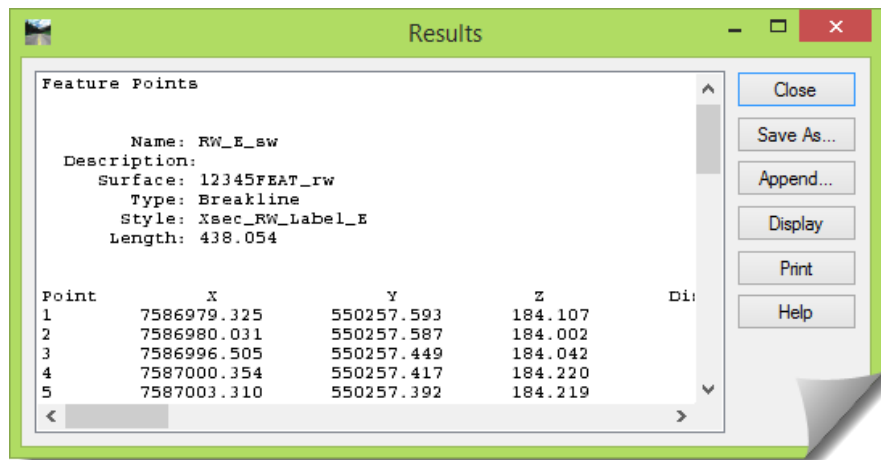 Results
Feature Points
Name: RW_E_sw
Description:
Surface: 12345FEAT_rw
Type: Breakline
Style: Xsec_RW_Label_E
Length: 438.054
Point X Y Z Di
1 7586979.325 550257.593 184.107
2 7586980.031 550257.587 184.002
3 7586996.505 550257.449 184.042
4 7587000.354 550257.417 184.220
5 7587003.310 550257.392 184.219
Close
Save As...
Append...
Display
Print
Help